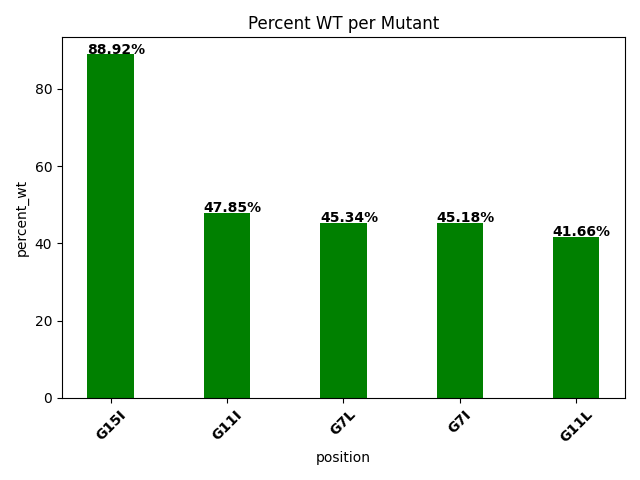 Percent WT per Mutant
88.92%
47.85%
45.34%
45.18%
41.66%
percent_wt
80
60
40
20
0
G15I
G11I
G7L
G7I
G11L
position